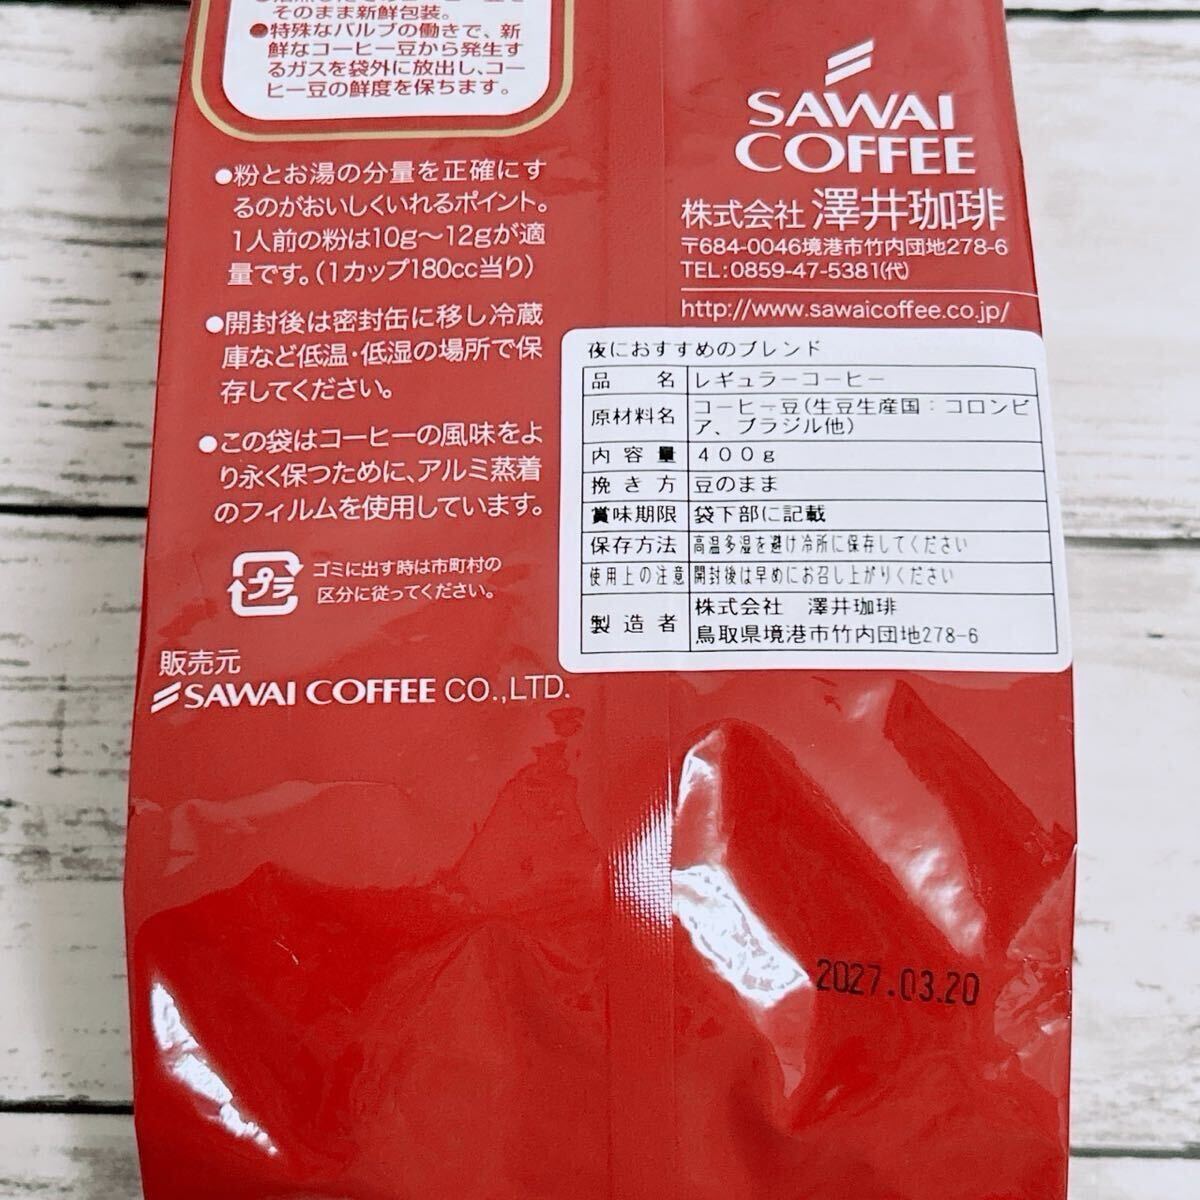 そのまま新鮮包装。
●特殊なバルブの働きで、新
鮮なコーヒー豆から発生す
るガスを袋外に放出し、コー
ヒー豆の鮮度を保ちます。
●粉とお湯の分量を正確にす
るのがおいしくいれるポイント。
1人前の粉は10g～12gが適
量です。(1カップ180cc当り)
●開封後は密封缶に移し冷蔵
庫など低温・低湿の場所で保
存してください。
●この袋はコーヒーの風味をよ
り永く保つために、アルミ蒸着
のフィルムを使用しています。
プラ
ゴミに出す時は市町村の
区分に従ってください。
販売元
SAWAI COFFEE CO.,LTD.
SAWAI
COFFEE
株式会社 澤井珈琲
〒684-0046境港市竹内団地278-6
TEL:0859-47-5381(代)
http://www.sawaicoffee.co.jp/
夜におすすめのブレンド
品名 レギュラーコーヒー
原材料名 コーヒー豆(生豆生産国：コロンビ
ア、ブラジル他)
内容量 400g
挽き方 豆のまま
賞味期限 袋下部に記載
保存方法 高温多湿を避け冷所に保存してください
使用上の注意 開封後は早めにお召し上がりください
製造者 株式会社 澤井珈琲
鳥取県境港市竹内団地278-6
2027.03.20